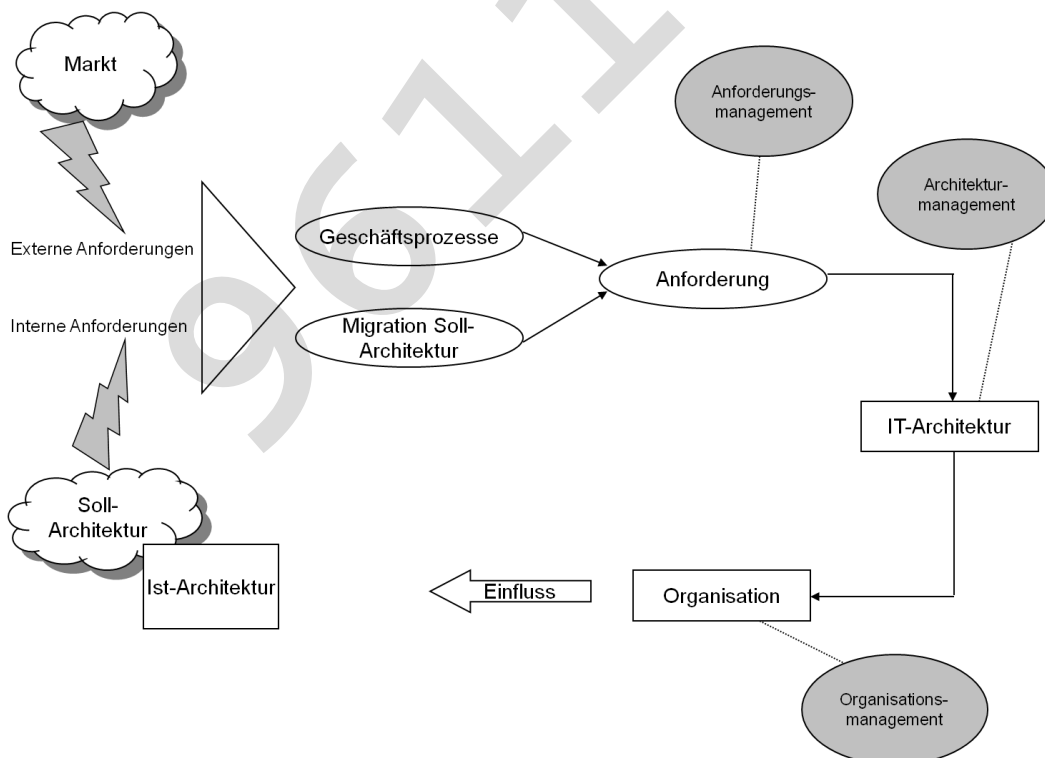 Markt
Anforderungs-
management
Architektur-
management
Externe Anforderungen
Geschäftsprozesse
Anforderung
Interne Anforderungen
Migration Soll-
Architektur
IT-Architektur
Soll-
Architektur
Ist-Architektur
Einfluss
Organisation
Organisations-
management